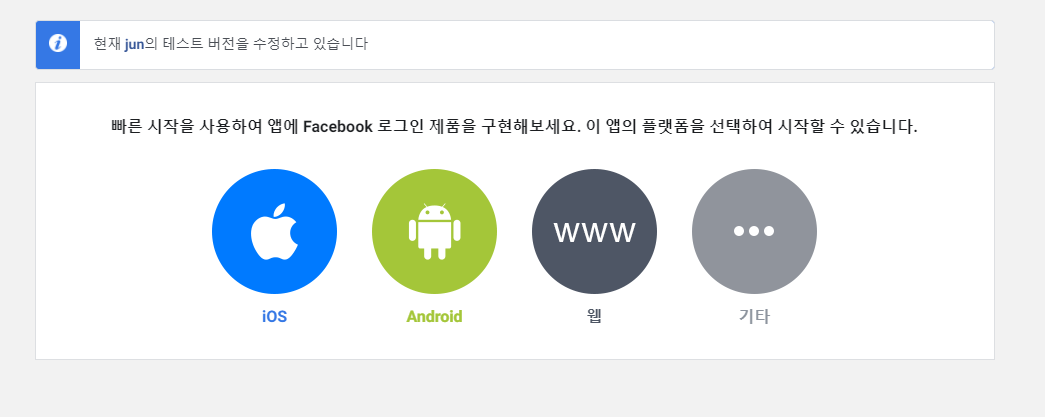 현재 jun의 테스트 버전을 수정하고 있습니다
빠른 시작을 사용하여 앱에 Facebook 로그인 제품을 구현해보세요. 이 앱의 플랫폼을 선택하여 시작할 수 있습니다.
www
iOS Android 웹 기타